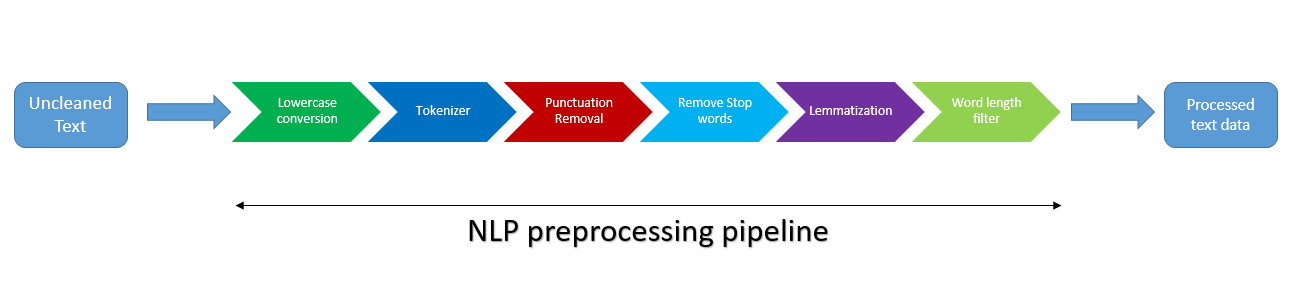 Uncleaned
Text
Lowercase
conversion
Tokenizer
Punctuation
Removal
Remove Stop
words
Lemmatization
Word length
filter
Processed
text data
NLP preprocessing pipeline